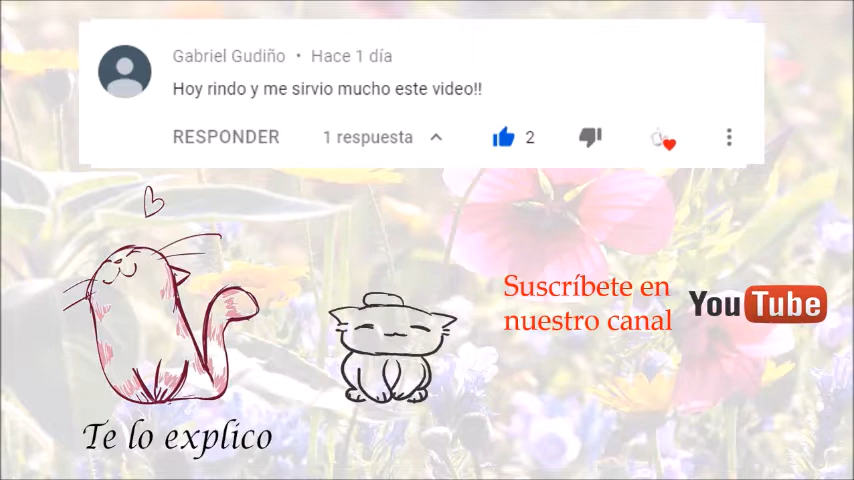 Gabriel Gudiño • Hace 1 día
Hoy rindo y me sirvio mucho este video!!
RESPONDER 1 respuesta 2
Suscríbete en
nuestro canal
YouTube
Te lo explico